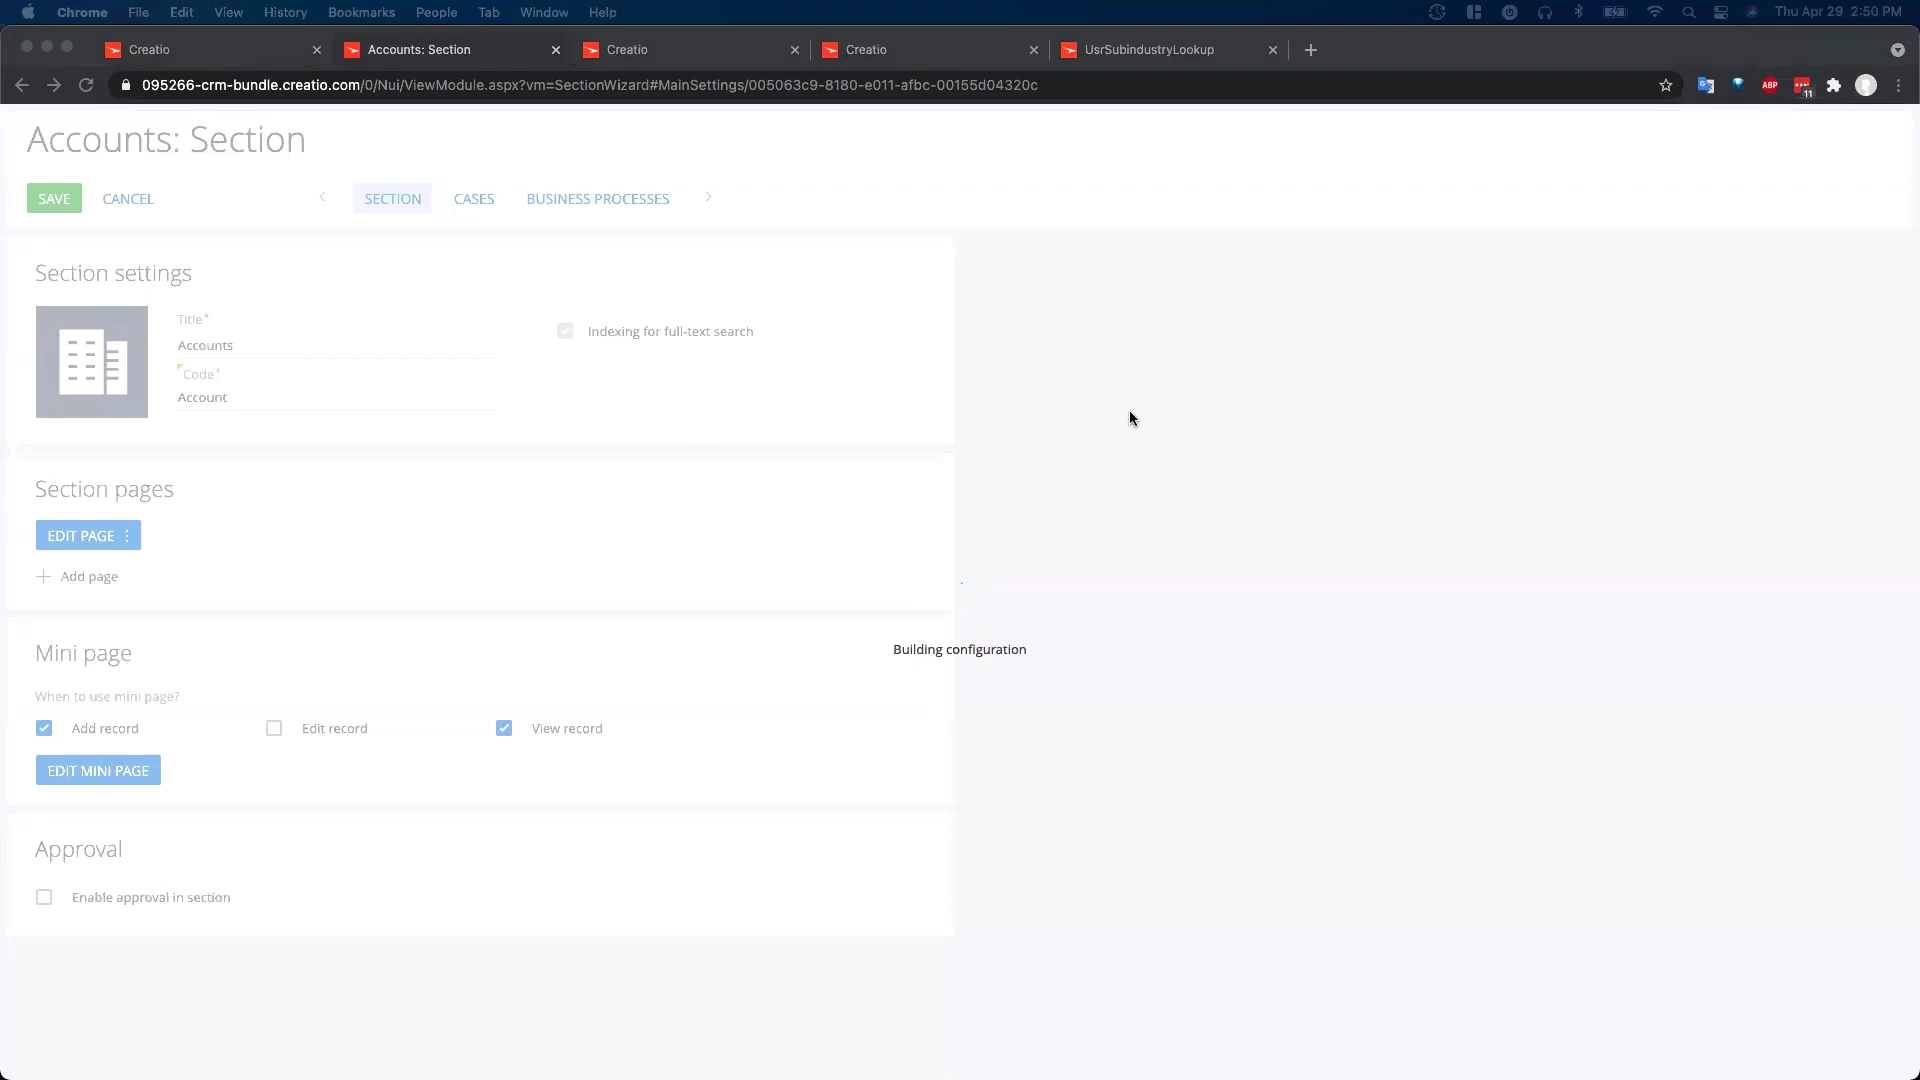 Chrome File Edit View History Bookmarks People Tab Window Help Thu Apr 29 2:50 PM
Creatio
Accounts: Section
Creatio
Creatio
UsrSubindustryLookup
095266-crm-bundle.creatio.com/0/Nui/ViewModule.aspx?vm=SectionWizard#MainSettings/005063c9-8180-e011-afbc-00155d04320c
ABP
11
Accounts: Section
SAVE CANCEL SECTION CASES BUSINESS PROCESSES
Section settings
Title*
Accounts
Indexing for full-text search
Code*
Account
Section pages
EDIT PAGE
Add page
Building configuration
Mini page
When to use mini page?
Add record Edit record View record
EDIT MINI PAGE
Approval
Enable approval in section